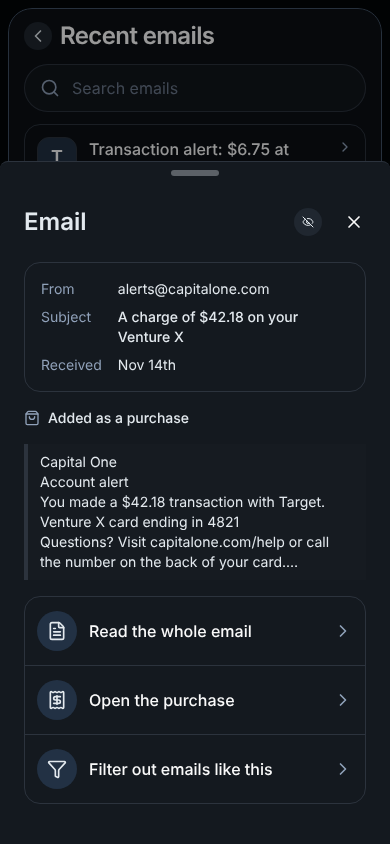 Recent emails
Search emails
T
Transaction alert: $6.75 at
Email
From alerts@capitalone.com
Subject A charge of $42.18 on your
Venture X
Received Nov 14th
Added as a purchase
Capital One
Account alert
You made a $42.18 transaction with Target.
Venture X card ending in 4821
Questions? Visit capitalone.com/help or call
the number on the back of your card....
Read the whole email
Open the purchase
Filter out emails like this